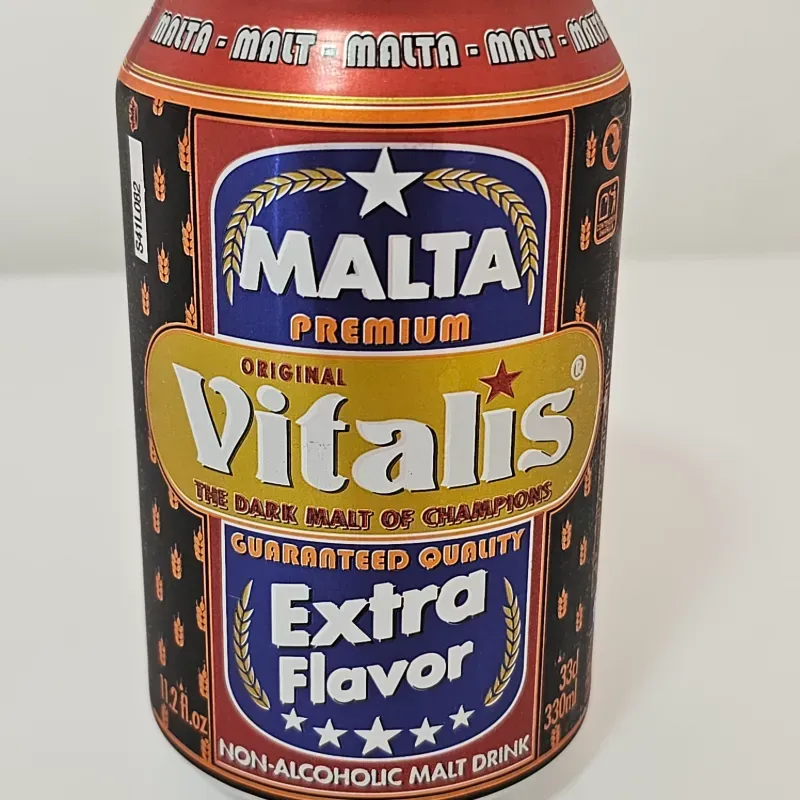 MALTA - MALT - MALTA - MALT - MALTA
S41L082
MALTA
PREMIUM
ORIGINAL
Vitalis®
THE DARK MALT OF CHAMPIONS
GUARANTEED QUALITY
Extra
Flavor
11.2 fl.oz
33cl
330ml
NON-ALCOHOLIC MALT DRINK